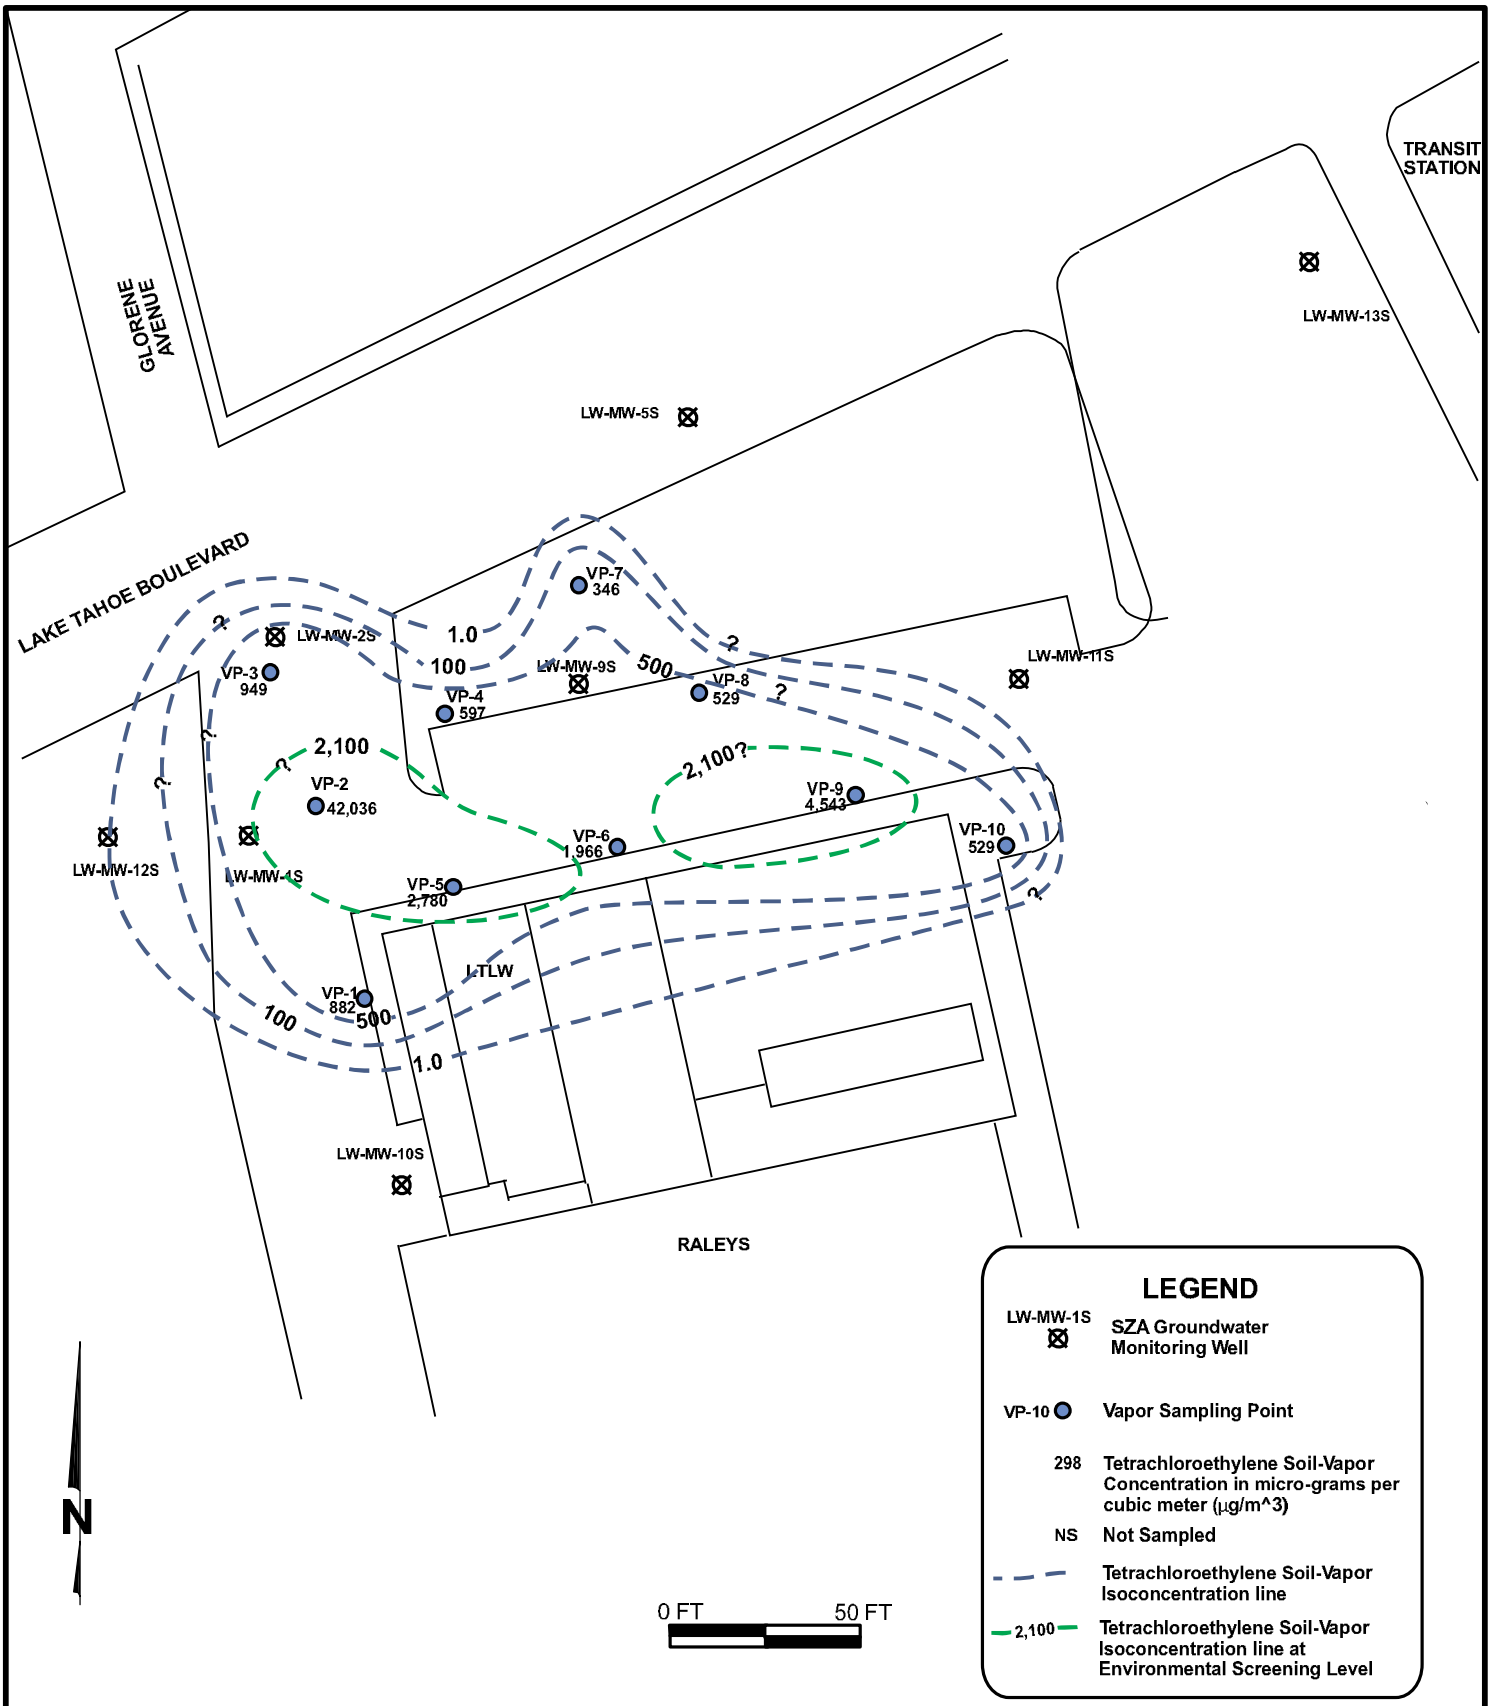 TRANSIT
STATION
GLORENE
AVENUE
LW-MW-13S
LW-MW-5S
LAKE TAHOE BOULEVARD
VP-7
346
?
LW-MW-2S
1.0
?
LW-MW-9S
500
100
LW-MW-11S
VP-3
949
VP-8
529
?
VP-4
597
?
2,100
2,100?
?
?
VP-2
42,036
VP-9
4,543
VP-6
1,966
VP-10
529
LW-MW-12S
LW-MW-1S
VP-5
2,780
?
LTLW
VP-1
882
500
100
1.0
LW-MW-10S
RALEYS
LEGEND
LW-MW-1S
SZA Groundwater
Monitoring Well
VP-10
Vapor Sampling Point
298
Tetrachloroethylene Soil-Vapor
Concentration in micro-grams per
cubic meter (µg/m^3)
NS
Not Sampled
Tetrachloroethylene Soil-Vapor
Isoconcentration line
2,100
Tetrachloroethylene Soil-Vapor
Isoconcentration line at
Environmental Screening Level
N
0 FT
50 FT